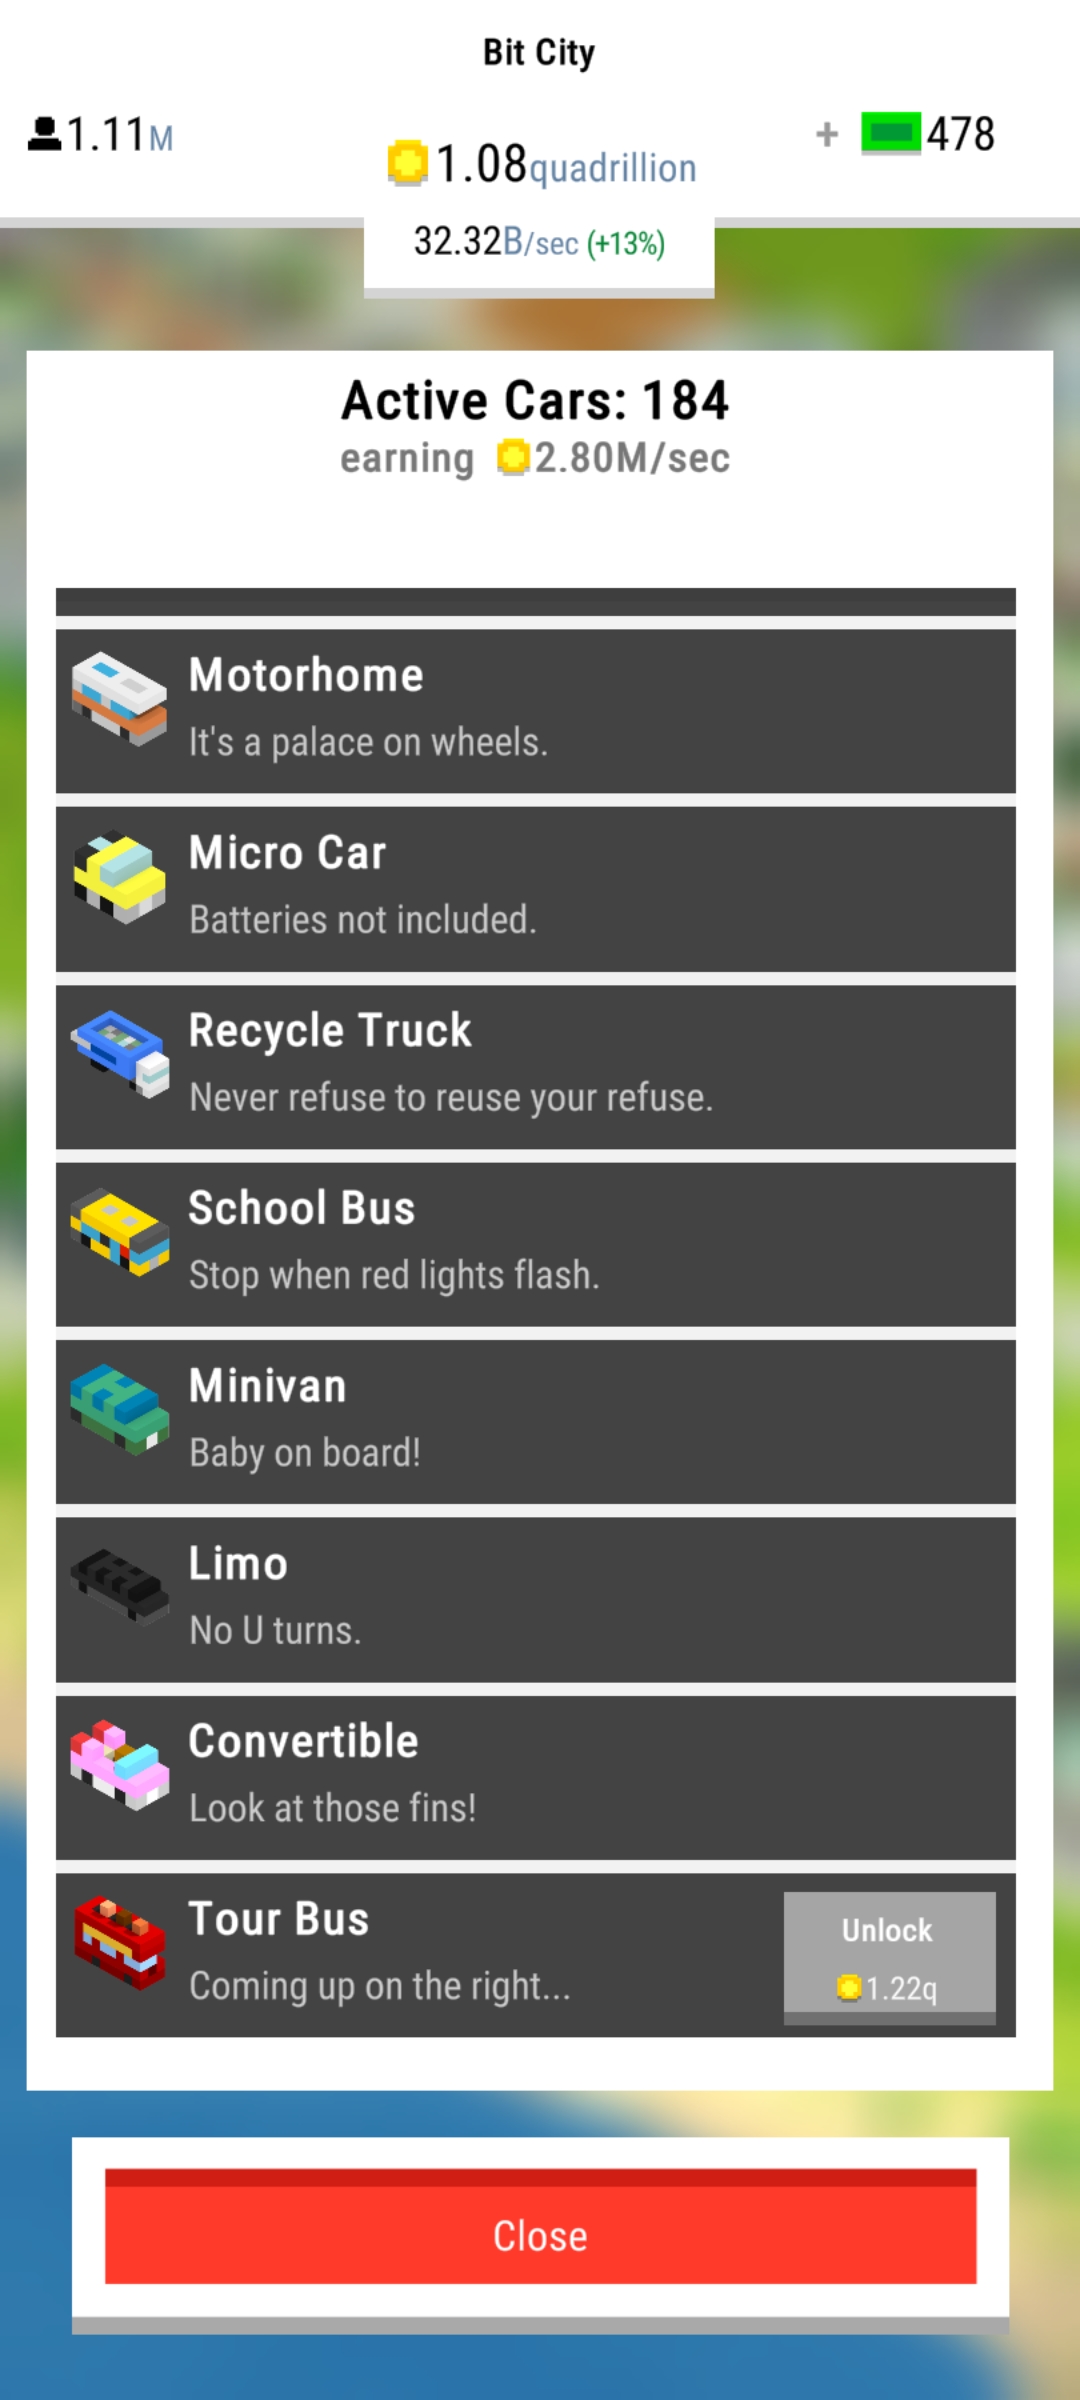 Bit City
1.11M
1.08quadrillion
+ 478
32.32B/sec (+13%)
Active Cars: 184
earning 2.80M/sec
Motorhome
It's a palace on wheels.
Micro Car
Batteries not included.
Recycle Truck
Never refuse to reuse your refuse.
School Bus
Stop when red lights flash.
Minivan
Baby on board!
Limo
No U turns.
Convertible
Look at those fins!
Tour Bus
Coming up on the right...
Unlock
1.22q
Close